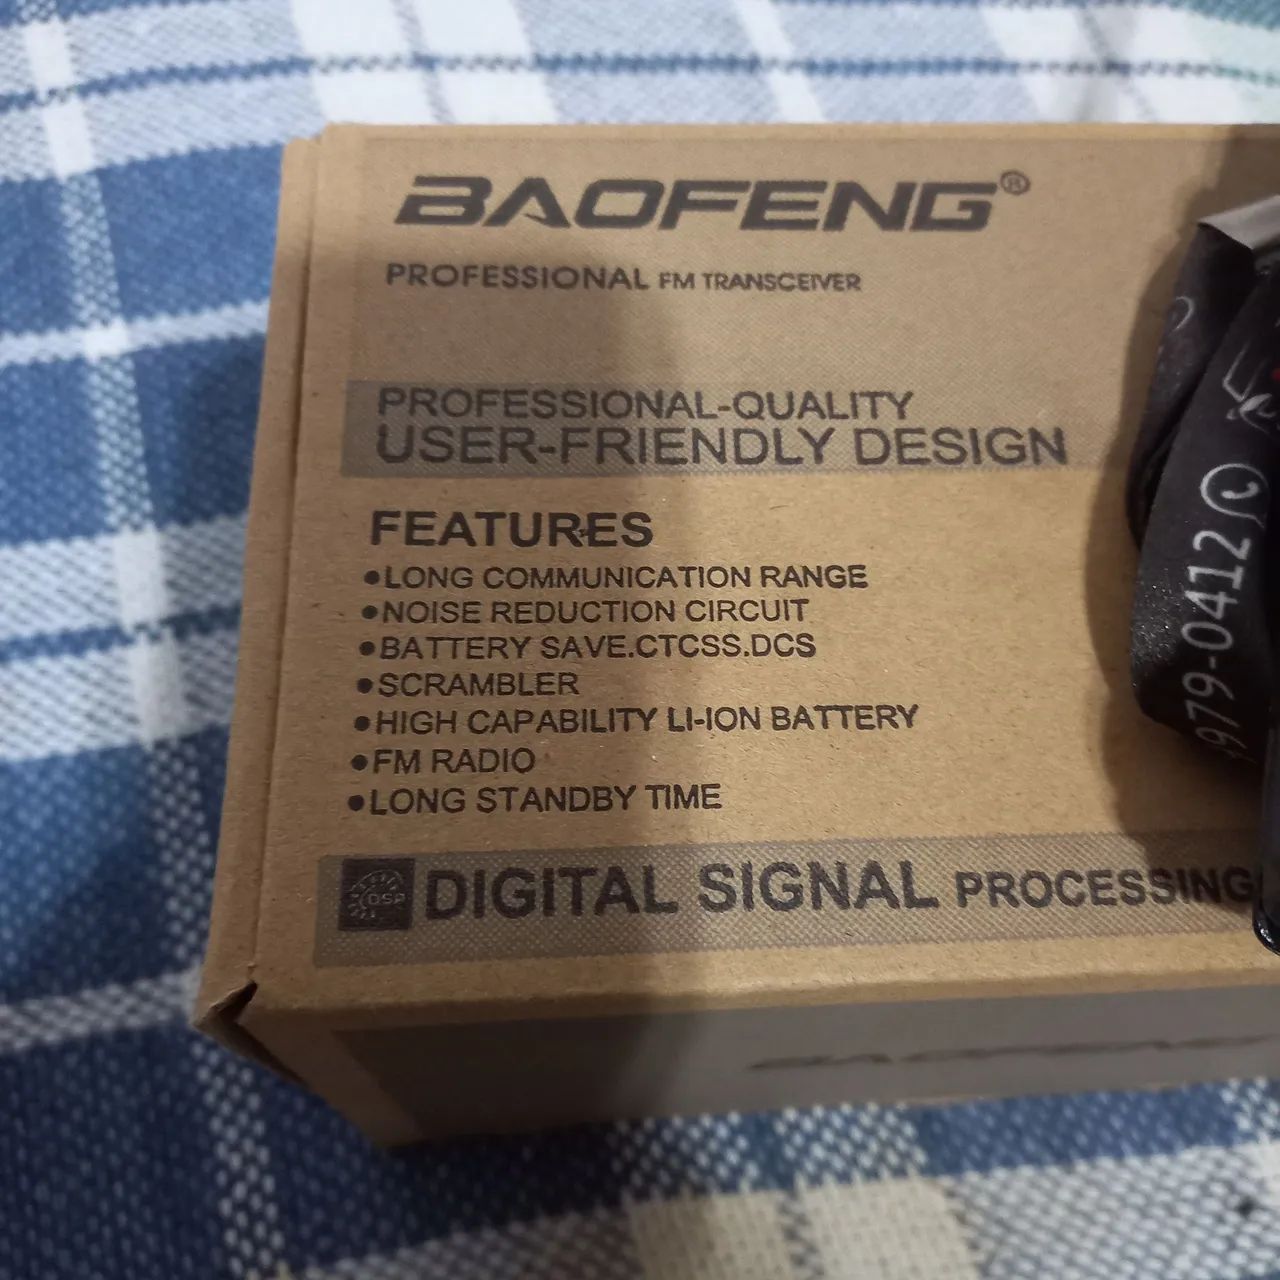 BAOFENG®
PROFESSIONAL FM TRANSCEIVER
PROFESSIONAL-QUALITY
USER-FRIENDLY DESIGN
FEATURES
•LONG COMMUNICATION RANGE
•NOISE REDUCTION CIRCUIT
•BATTERY SAVE.CTCSS.DCS
•SCRAMBLER
•HIGH CAPABILITY LI-ION BATTERY
•FM RADIO
•LONG STANDBY TIME
DSP DIGITAL SIGNAL PROCESSING
BAOFENG
979-0412